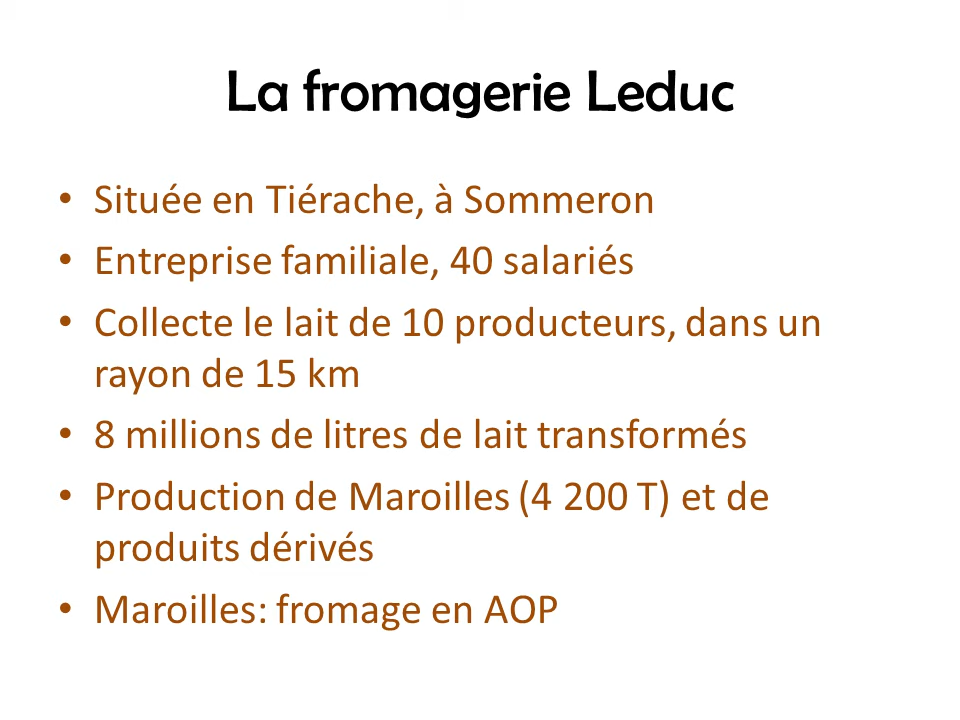 La fromagerie Leduc
• Située en Tiérache, à Sommeron
• Entreprise familiale, 40 salariés
• Collecte le lait de 10 producteurs, dans un
rayon de 15 km
• 8 millions de litres de lait transformés
• Production de Maroilles (4 200 T) et de
produits dérivés
• Maroilles: fromage en AOP